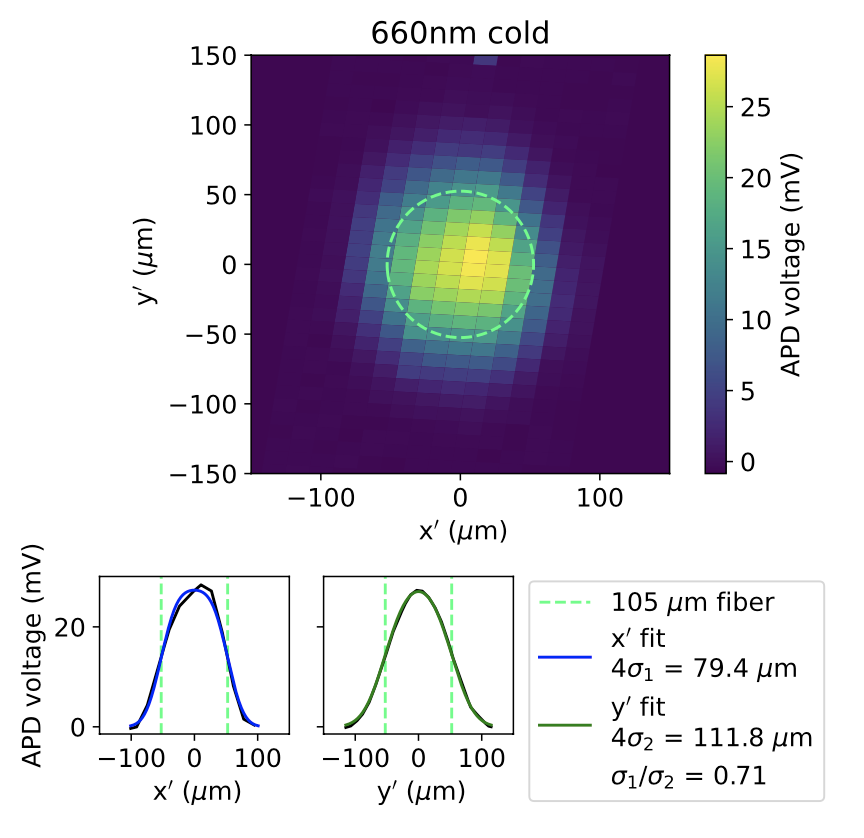 660nm cold
150
100
50
0
−50
−100
−150
y′ (μm)
−100 0 100
x′ (μm)
25
20
15
10
5
0
APD voltage (mV)
APD voltage (mV)
20
0
−100 0 100
x′ (μm)
−100 0 100
y′ (μm)
105 μm fiber
x′ fit
4σ₁ = 79.4 μm
y′ fit
4σ₂ = 111.8 μm
σ₁/σ₂ = 0.71